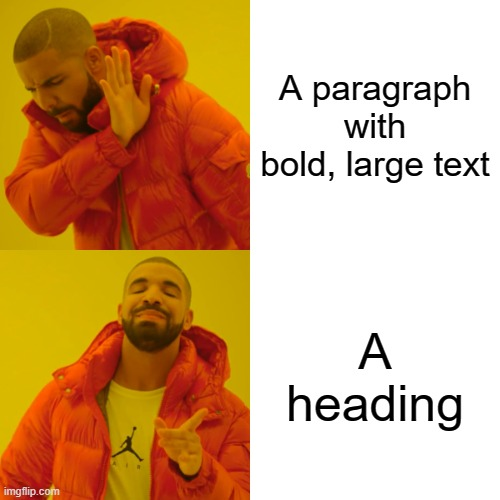 A paragraph
with
bold, large text
A
heading
imgflip.com